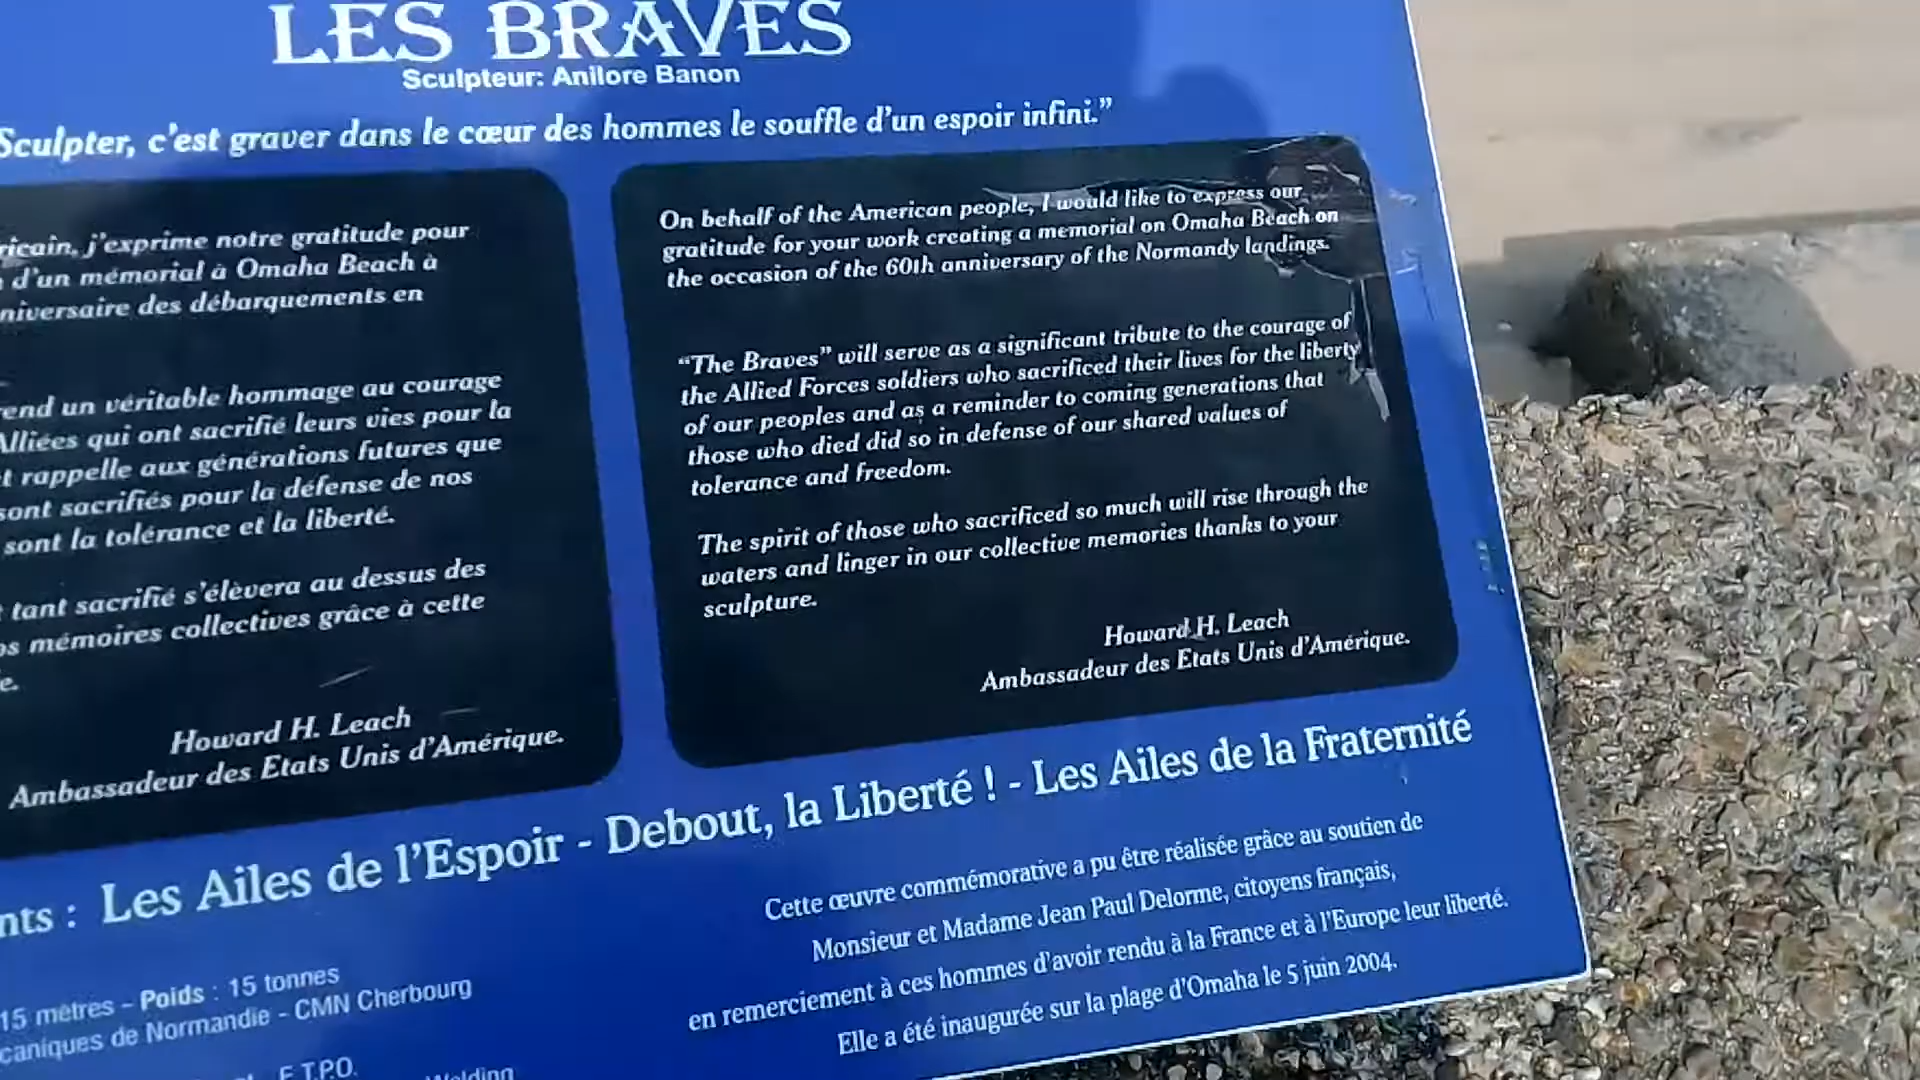 LES BRAVES
Sculpteur: Anilore Banon
Sculpter, c'est graver dans le cœur des hommes le souffle d'un espoir infini."
j'exprime notre gratitude pour
d'un mémorial à Omaha Beach à
des débarquements en
un véritable hommage au courage
Alliées qui ont sacrifié leurs vies pour la
rappelle aux générations futures que
sont sacrifiés pour la défense de nos
sont la tolérance et la liberté.
tant sacrifié s'élèvera au dessus des
mémoires collectives grâce à cette
Howard H. Leach
Ambassadeur des Etats Unis d'Amérique.
On behalf of the American people, I would like to express our
gratitude for your work creating a memorial on Omaha Beach on
the occasion of the 60th anniversary of the Normandy landings.
"The Braves" will serve as a significant tribute to the courage of
the Allied Forces soldiers who sacrificed their lives for the liberty
of our peoples and as a reminder to coming generations that
those who died did so in defense of our shared values of
tolerance and freedom.
The spirit of those who sacrificed so much will rise through the
waters and linger in our collective memories thanks to your
sculpture.
Howard H. Leach
Ambassadeur des Etats Unis d'Amérique.
: Les Ailes de l'Espoir - Debout, la Liberté ! - Les Ailes de la Fraternité
15 mètres - Poids : 15 tonnes
de Normandie - CMN Cherbourg
E.T.P.O.
Welding
Cette œuvre commémorative a pu être réalisée grâce au soutien de
Monsieur et Madame Jean Paul Delorme, citoyens français,
en remerciement à ces hommes d'avoir rendu à la France et à l'Europe leur liberté.
Elle a été inaugurée sur la plage d'Omaha le 5 juin 2004.